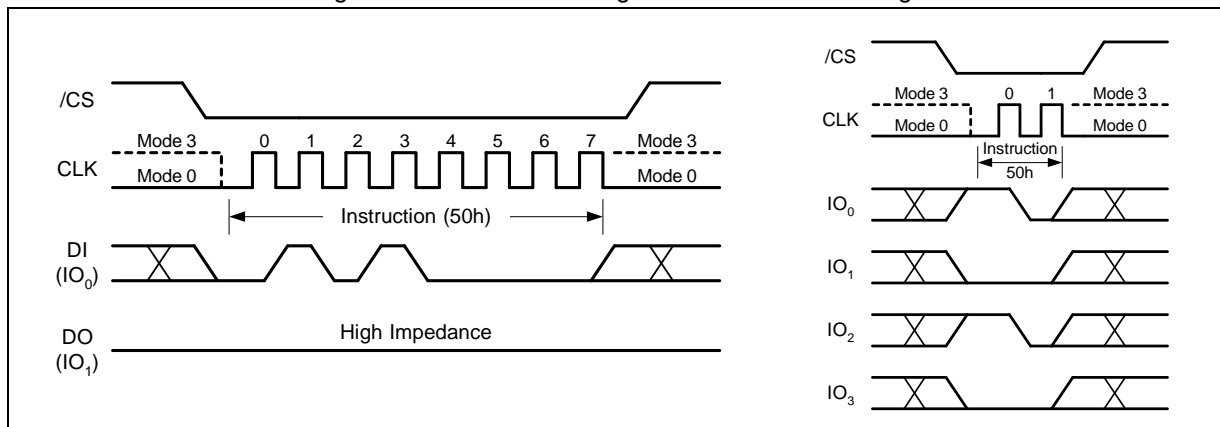 /CS
Mode 3 0 1 2 3 4 5 6 7 Mode 3
CLK
Mode 0 Mode 0
Instruction (50h)
DI
(IO0)
High Impedance
DO
(IO1)
/CS
Mode 3 0 1 Mode 3
CLK
Mode 0 Mode 0
Instruction
50h
IO0
IO1
IO2
IO3